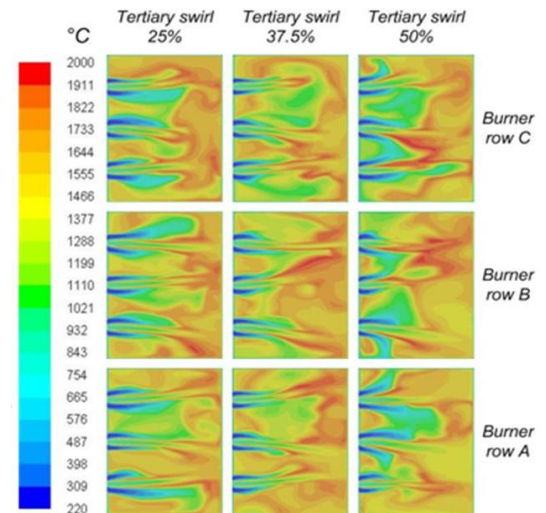 °C
Tertiary swirl
25%
Tertiary swirl
37.5%
Tertiary swirl
50%
2000
1911
1822
1733
1644
1555
1466
1377
1288
1199
1110
1021
932
843
754
665
576
487
398
309
220
Burner
row C
Burner
row B
Burner
row A